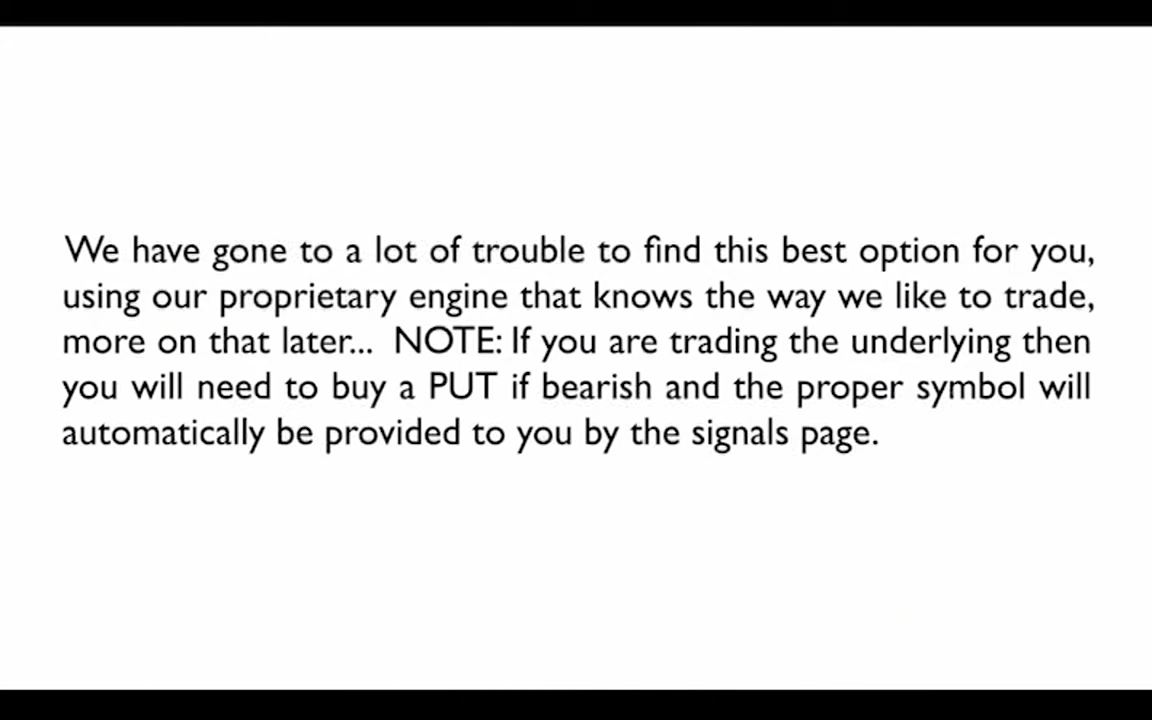 We have gone to a lot of trouble to find this best option for you,
using our proprietary engine that knows the way we like to trade,
more on that later... NOTE: If you are trading the underlying then
you will need to buy a PUT if bearish and the proper symbol will
automatically be provided to you by the signals page.